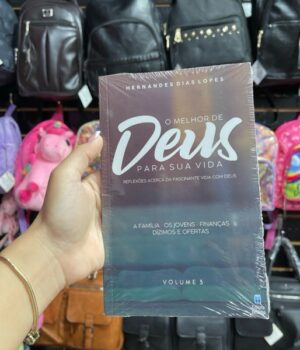 HERNANDES DIAS LOPES
O MELHOR DE
Deus
PARA SUA VIDA
REFLEXÕES ACERCA DA FASCINANTE VIDA COM DEUS
A FAMÍLIA OS JOVENS FINANÇAS
DÍZIMOS E OFERTAS
VOLUME 5